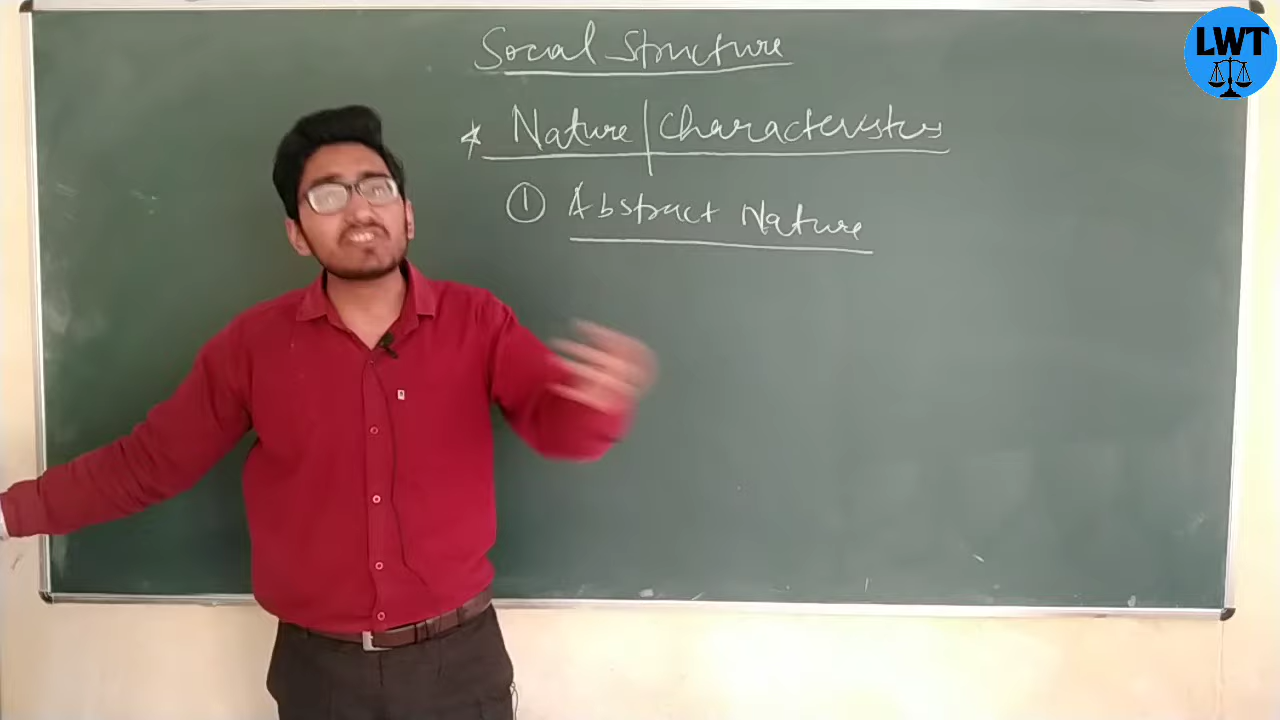 Social Structure
* Nature/Characteristics
① Abstract Nature
LWT